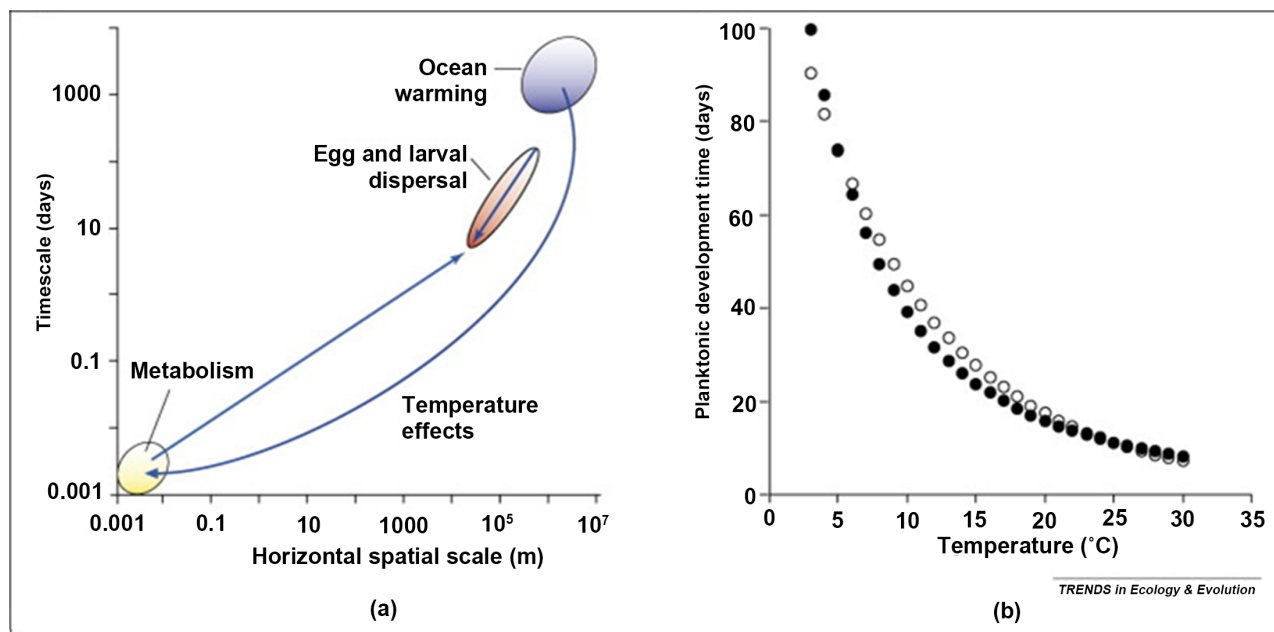 Timescale (days)
1000
10
0.1
0.001
Ocean
warming
Egg and larval
dispersal
Metabolism
Temperature
effects
0.001
0.1
10
1000
10⁵
10⁷
Horizontal spatial scale (m)
(a)
Planktonic development time (days)
100
80
60
40
20
0
0
5
10
15
20
25
30
35
Temperature (˚C)
TRENDS in Ecology & Evolution
(b)